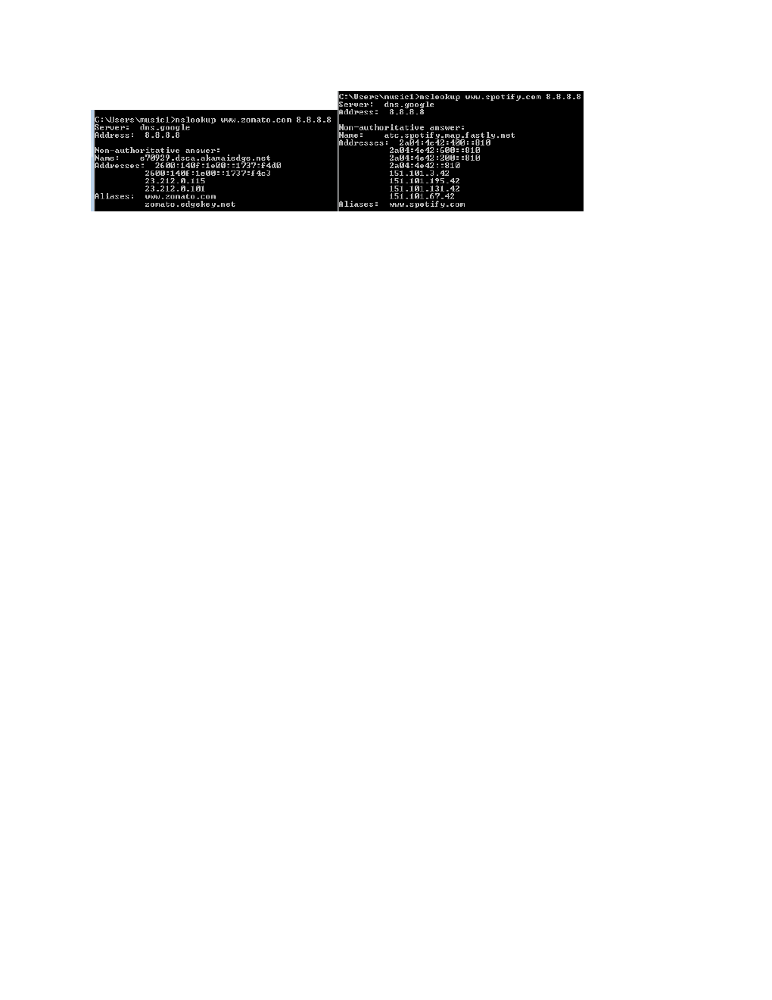 C:\Users\music1>nslookup www.zomato.com 8.8.8.8
Server:  dns.google
Address:  8.8.8.8
Non-authoritative answer:
Name:    e70929.dsca.akamaiedge.net
Addresses:  2600:140f:1e00::1737:f4d0
2600:140f:1e00::1737:f4c3
23.212.0.115
23.212.0.101
Aliases:  www.zomato.com
zomato.edgekey.net
C:\Users\music1>nslookup www.spotify.com 8.8.8.8
Server:  dns.google
Address:  8.8.8.8
Non-authoritative answer:
Name:    atc.spotify.map.fastly.net
Addresses:  2a04:4e42:400::810
2a04:4e42:600::810
2a04:4e42:200::810
2a04:4e42::810
151.101.3.42
151.101.195.42
151.101.131.42
151.101.67.42
Aliases:  www.spotify.com